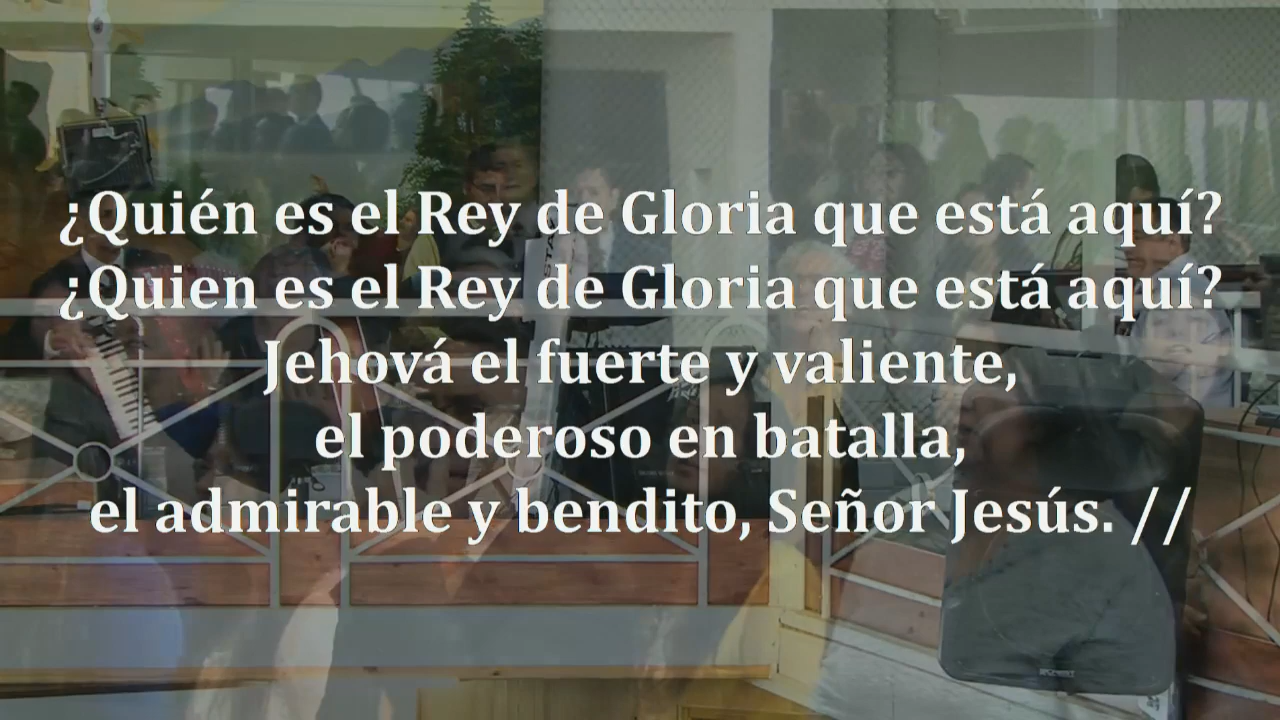 ¿Quién es el Rey de Gloria que está aquí?
¿Quien es el Rey de Gloria que está aquí?
Jehová el fuerte y valiente,
el poderoso en batalla,
el admirable y bendito, Señor Jesús. //